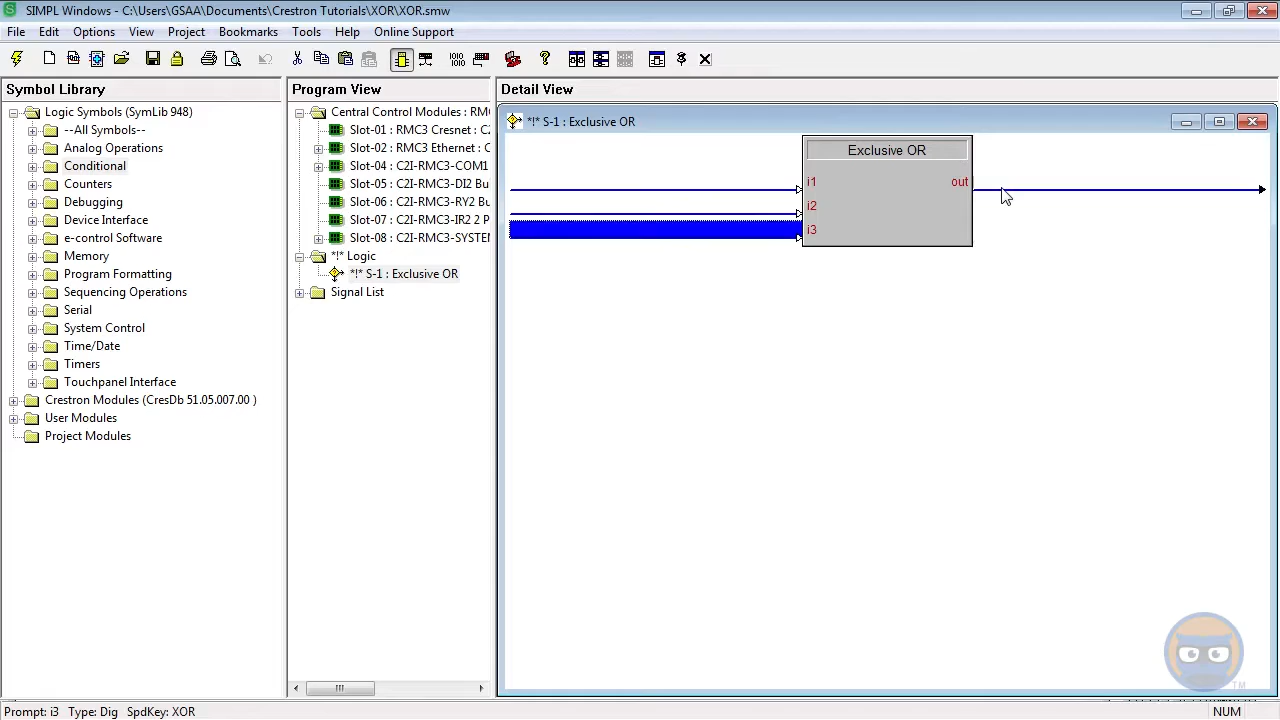 SIMPL Windows - C:\Users\GSAA\Documents\Crestron Tutorials\XOR\XOR.smw
File Edit Options View Project Bookmarks Tools Help Online Support
Symbol Library
Logic Symbols (SymLib 948)
--All Symbols--
Analog Operations
Conditional
Counters
Debugging
Device Interface
e-control Software
Memory
Program Formatting
Sequencing Operations
Serial
System Control
Time/Date
Timers
Touchpanel Interface
Crestron Modules (CresDb 51.05.007.00 )
User Modules
Project Modules
Program View
Central Control Modules : RMC
Slot-01 : RMC3 Cresnet : C2
Slot-02 : RMC3 Ethernet : C
Slot-04 : C2I-RMC3-COM1
Slot-05 : C2I-RMC3-DI2 Bu
Slot-06 : C2I-RMC3-RY2 Bu
Slot-07 : C2I-RMC3-IR2 2 P
Slot-08 : C2I-RMC3-SYSTEM
*!* Logic
*!* S-1 : Exclusive OR
Signal List
Detail View
*!* S-1 : Exclusive OR
Exclusive OR
i1 out
i2
i3
TM
Prompt: i3 Type: Dig SpdKey: XOR
NUM